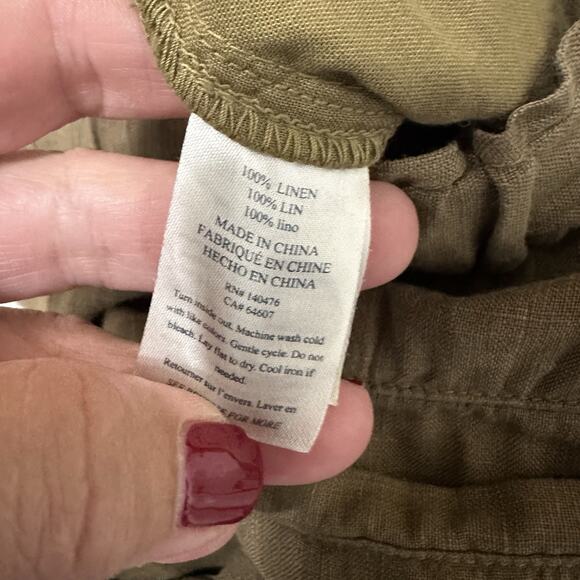 100% LINEN
100% LIN
100% lino
MADE IN CHINA
FABRIQUÉ EN CHINE
HECHO EN CHINA
RN# 140476
CA# 64607
Turn inside out. Machine wash cold
with like colors. Gentle cycle. Do not
bleach. Lay flat to dry. Cool iron if
needed.
Retourner sur l'envers. Laver en
SEE REVERSE FOR MORE